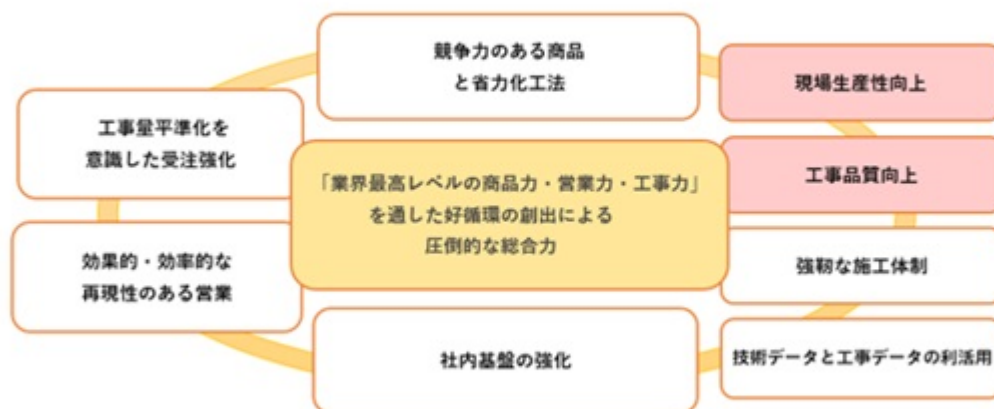 競争力のある商品
と省力化工法
現場生産性向上
工事量平準化を
意識した受注強化
「業界最高レベルの商品力・営業力・工事力」
を通した好循環の創出による
圧倒的な総合力
工事品質向上
効果的・効率的な
再現性のある営業
強靭な施工体制
社内基盤の強化
技術データと工事データの利活用